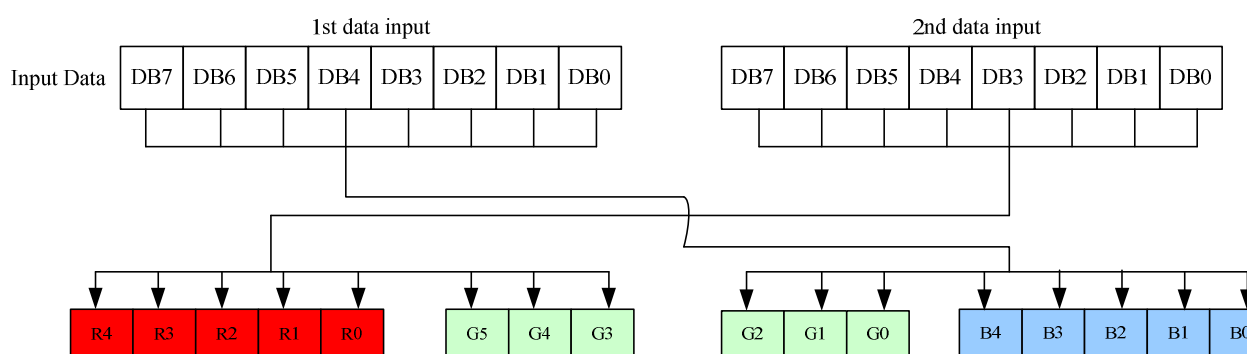 1st data input 2nd data input
Input Data DB7 DB6 DB5 DB4 DB3 DB2 DB1 DB0 DB7 DB6 DB5 DB4 DB3 DB2 DB1 DB0
R4 R3 R2 R1 R0 G5 G4 G3 G2 G1 G0 B4 B3 B2 B1 B0